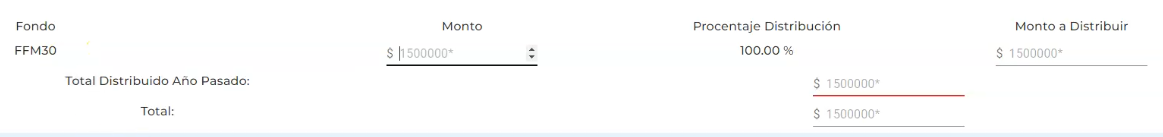 Fondo Monto Procentaje Distribución Monto a Distribuir
FFM30 $ 1500000* 100.00 % $ 1500000*
Total Distribuido Año Pasado: $ 1500000*
Total: $ 1500000*